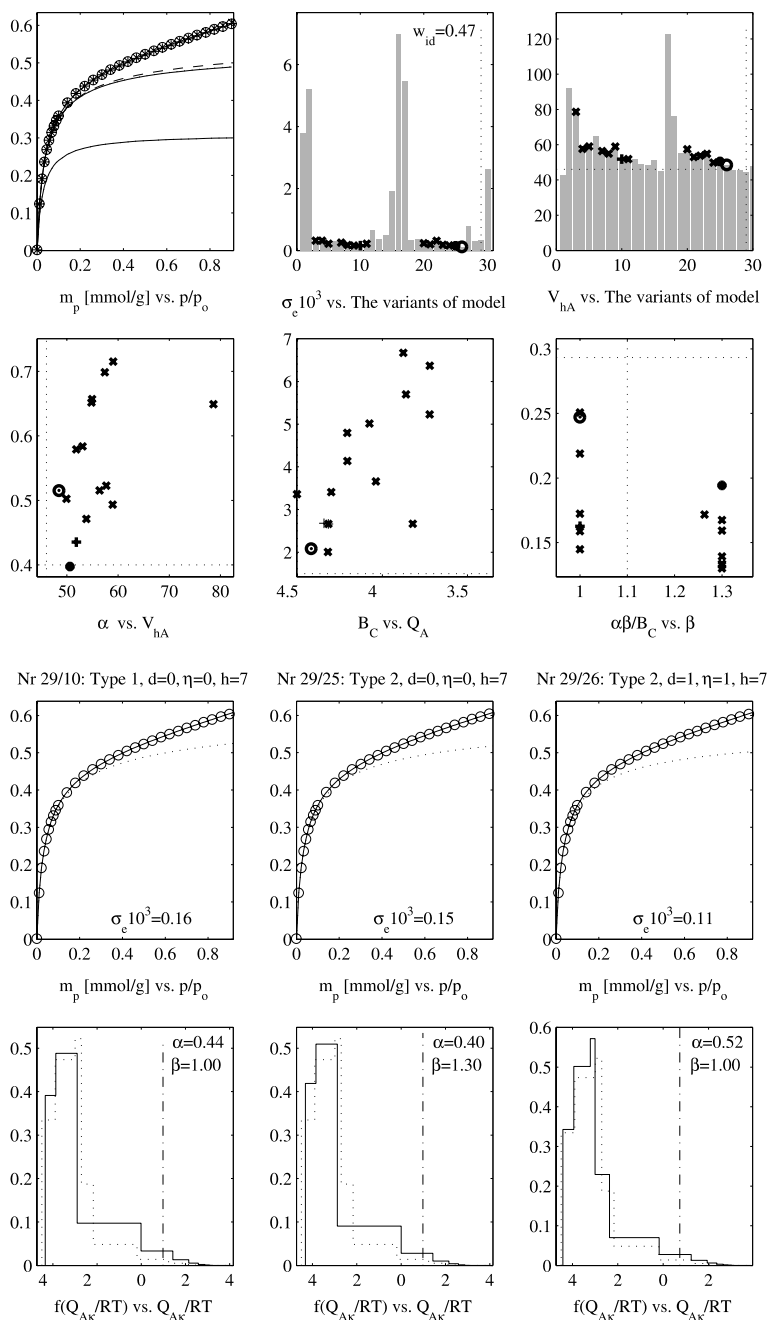 0.6
0.5
0.4
0.3
0.2
0.1
0
0 0.2 0.4 0.6 0.8
m_p [mmol/g] vs. p/p_o
w_id=0.47
6
4
2
0
0 10 20 30
σ_e10^3 vs. The variants of model
120
100
80
60
40
20
0
0 10 20 30
V_hA vs. The variants of model
0.7
0.6
0.5
0.4
50 60 70 80
α vs. V_hA
7
6
5
4
3
2
4.5 4 3.5
B_C vs. Q_A
0.3
0.25
0.2
0.15
1 1.1 1.2 1.3
αβ/B_C vs. β
Nr 29/10: Type 1, d=0, η=0, h=7
0.6
0.5
0.4
0.3
0.2
0.1
0
σ_e10^3=0.16
0 0.2 0.4 0.6 0.8
m_p [mmol/g] vs. p/p_o
Nr 29/25: Type 2, d=0, η=0, h=7
0.6
0.5
0.4
0.3
0.2
0.1
0
σ_e10^3=0.15
0 0.2 0.4 0.6 0.8
m_p [mmol/g] vs. p/p_o
Nr 29/26: Type 2, d=1, η=1, h=7
0.6
0.5
0.4
0.3
0.2
0.1
0
σ_e10^3=0.11
0 0.2 0.4 0.6 0.8
m_p [mmol/g] vs. p/p_o
0.5
0.4
0.3
0.2
0.1
0
α=0.44
β=1.00
4 2 0 2 4
f(Q_Aκ/RT) vs. Q_Aκ/RT
0.5
0.4
0.3
0.2
0.1
0
α=0.40
β=1.30
4 2 0 2 4
f(Q_Aκ/RT) vs. Q_Aκ/RT
0.6
0.5
0.4
0.3
0.2
0.1
0
α=0.52
β=1.00
4 2 0 2
f(Q_Aκ/RT) vs. Q_Aκ/RT